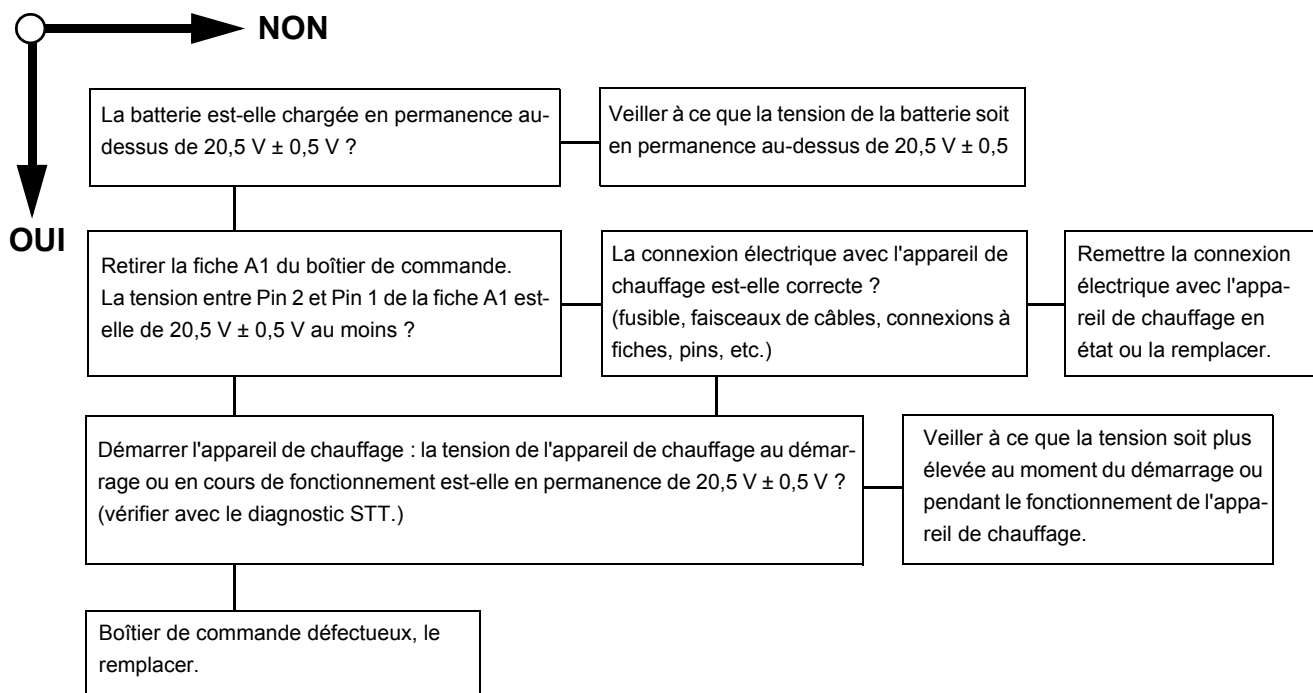 NON
OUI
La batterie est-elle chargée en permanence au-
dessus de 20,5 V ± 0,5 V ?
Veiller à ce que la tension de la batterie soit
en permanence au-dessus de 20,5 V ± 0,5
Retirer la fiche A1 du boîtier de commande.
La tension entre Pin 2 et Pin 1 de la fiche A1 est-
elle de 20,5 V ± 0,5 V au moins ?
La connexion électrique avec l'appareil de
chauffage est-elle correcte ?
(fusible, faisceaux de câbles, connexions à
fiches, pins, etc.)
Remettre la connexion
électrique avec l'appa-
reil de chauffage en
état ou la remplacer.
Démarrer l'appareil de chauffage : la tension de l'appareil de chauffage au démar-
rage ou en cours de fonctionnement est-elle en permanence de 20,5 V ± 0,5 V ?
(vérifier avec le diagnostic STT.)
Veiller à ce que la tension soit plus
élevée au moment du démarrage ou
pendant le fonctionnement de l'appa-
reil de chauffage.
Boîtier de commande défectueux, le
remplacer.